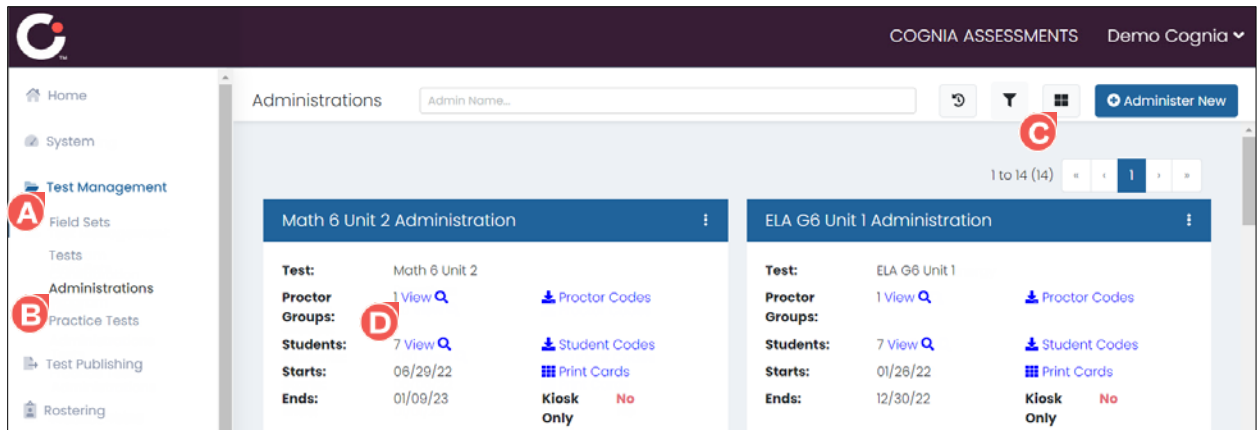 COGNIA ASSESSMENTS Demo Cognia
TM
Home
System
Test Management
A
Field Sets
Tests
Administrations
B
Practice Tests
Test Publishing
Rostering
Administrations Admin Name... Administer New
C
1 to 14 (14) « ‹ 1 › »
Math 6 Unit 2 Administration
Test: Math 6 Unit 2
Proctor Groups: 1 View Proctor Codes
D
Students: 7 View Student Codes
Starts: 06/29/22 Print Cards
Ends: 01/09/23 Kiosk Only No
ELA G6 Unit 1 Administration
Test: ELA G6 Unit 1
Proctor Groups: 1 View Proctor Codes
Students: 7 View Student Codes
Starts: 01/26/22 Print Cards
Ends: 12/30/22 Kiosk Only No